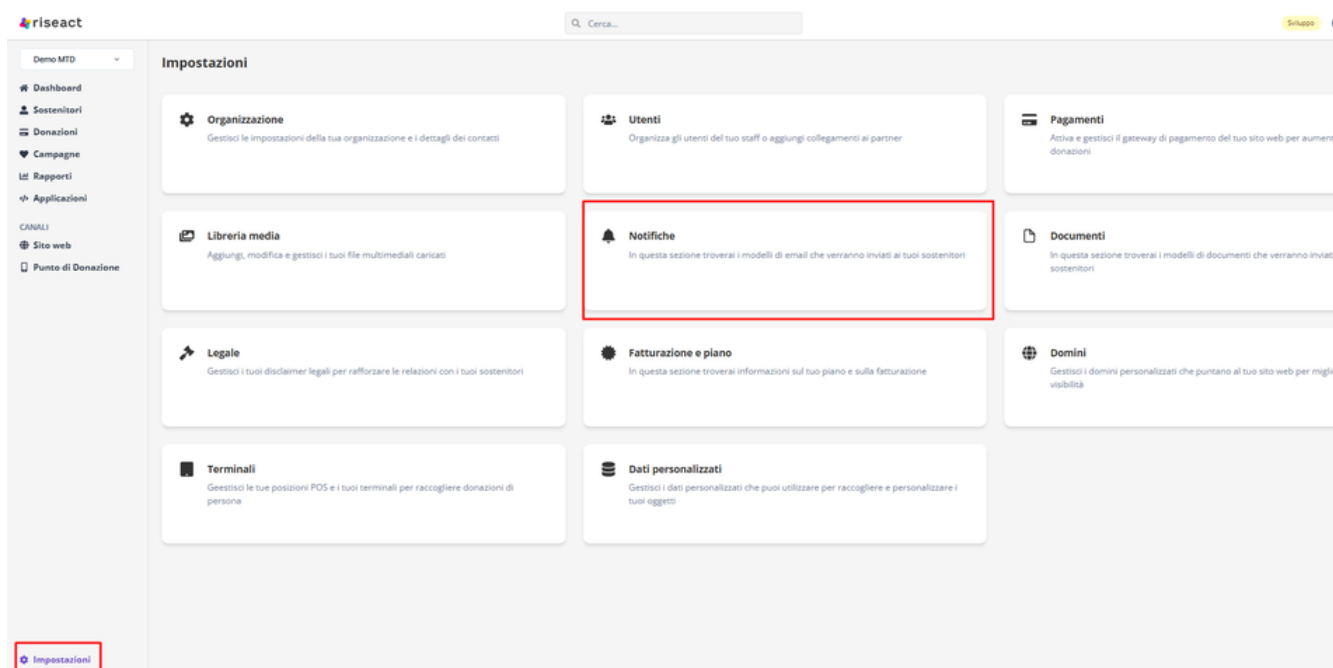 riseact
Cerca...
Sviluppo
Demo MTD
Dashboard
Sostenitori
Donazioni
Campagne
Rapporti
Applicazioni
CANALI
Sito web
Punto di Donazione
Impostazioni
Impostazioni
Organizzazione
Gestisci le impostazioni della tua organizzazione e i dettagli dei contatti
Utenti
Organizza gli utenti del tuo staff o aggiungi collegamenti ai partner
Pagamenti
Attiva e gestisci il gateway di pagamento del tuo sito web per aument
donazioni
Libreria media
Aggiungi, modifica e gestisci i tuoi file multimediali caricati
Notifiche
In questa sezione troverai i modelli di email che verranno inviati ai tuoi sostenitori
Documenti
In questa sezione troverai i modelli di documenti che verranno inviat
sostenitori
Legale
Gestisci i tuoi disclaimer legali per rafforzare le relazioni con i tuoi sostenitori
Fatturazione e piano
In questa sezione troverai informazioni sul tuo piano e sulla fatturazione
Domini
Gestisci i domini personalizzati che puntano al tuo sito web per migli
visibilità
Terminali
Geestisci le tue posizioni POS e i tuoi terminali per raccogliere donazioni di
persona
Dati personalizzati
Gestisci i dati personalizzati che puoi utilizzare per raccogliere e personalizzare i
tuoi oggetti